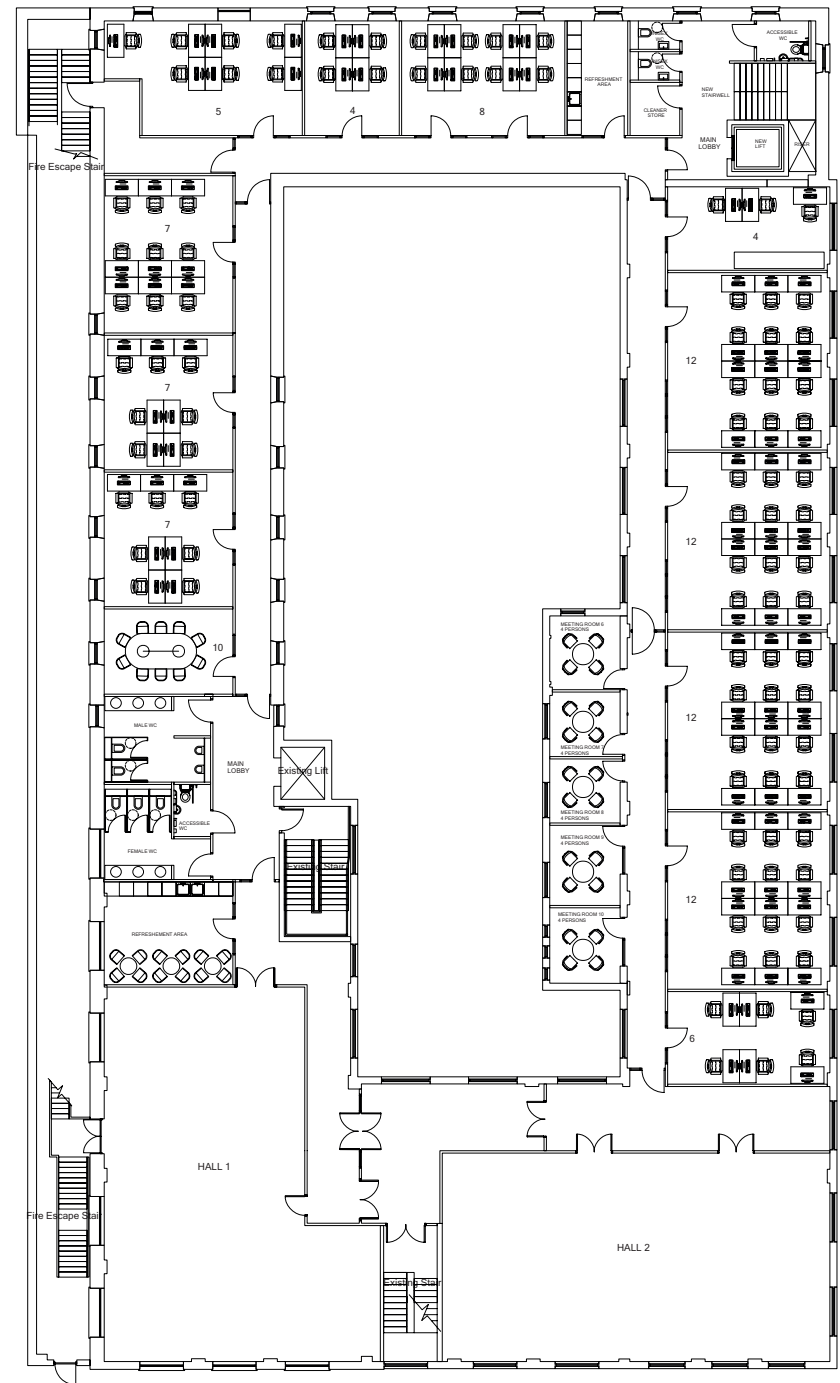 ACCESSIBLE
WC
WC
WC
REFRESHMENT
AREA
NEW
STAIRWELL
CLEANER
STORE
5
4
8
MAIN
LOBBY
NEW
LIFT
RISER
Fire Escape Stair
7
4
12
7
12
7
MEETING ROOM 6
4 PERSONS
10
12
MALE WC
MEETING ROOM 7
4 PERSONS
MAIN
LOBBY
Existing Lift
MEETING ROOM 8
4 PERSONS
ACCESSIBLE
WC
MEETING ROOM 9
4 PERSONS
FEMALE WC
Existing Stair
12
MEETING ROOM 10
4 PERSONS
REFRESHEMENT AREA
6
HALL 1
Fire Escape Stair
HALL 2
Existing Stair